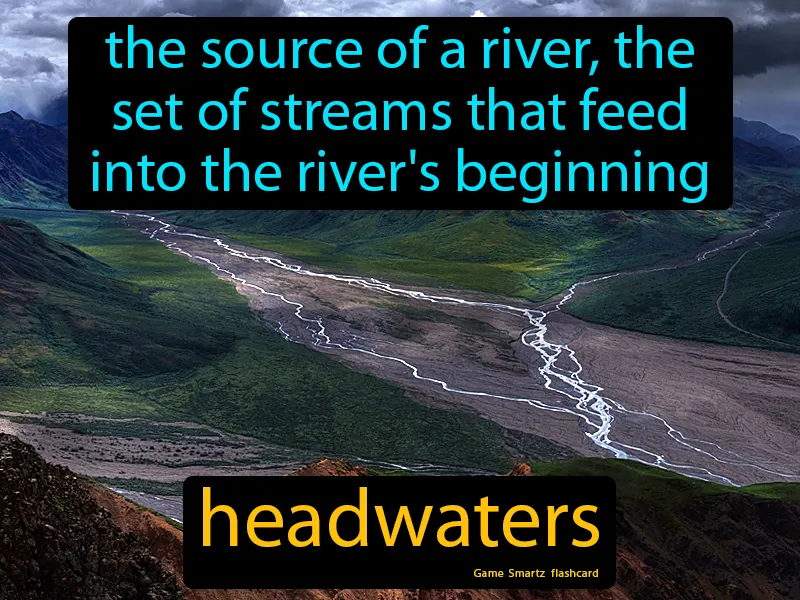 the source of a river, the
set of streams that feed
into the river's beginning
headwaters
Game Smartz flashcard